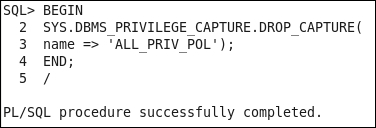 SQL> BEGIN
2 SYS.DBMS_PRIVILEGE_CAPTURE.DROP_CAPTURE(
3 name => 'ALL_PRIV_POL');
4 END;
5 /
PL/SQL procedure successfully completed.